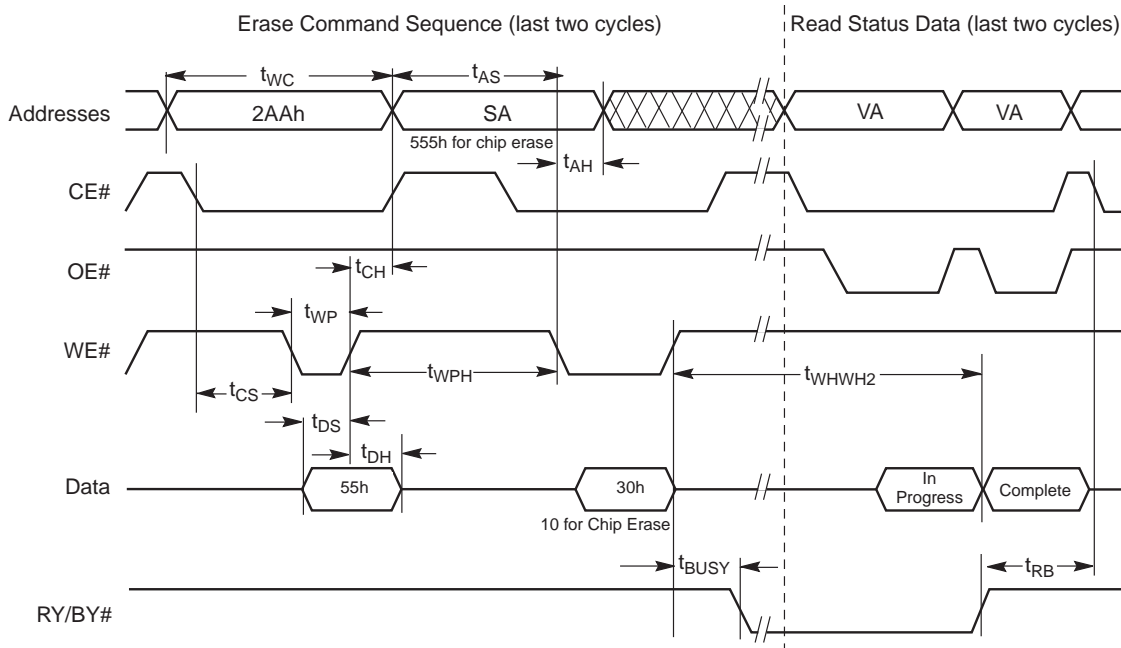 Erase Command Sequence (last two cycles)
Read Status Data (last two cycles)
tWC
tAS
Addresses
2AAh
SA
VA
VA
555h for chip erase
tAH
CE#
OE#
tCH
tWP
WE#
tWPH
tWHWH2
tCS
tDS
tDH
Data
55h
30h
In
Progress
Complete
10 for Chip Erase
tBUSY
tRB
RY/BY#